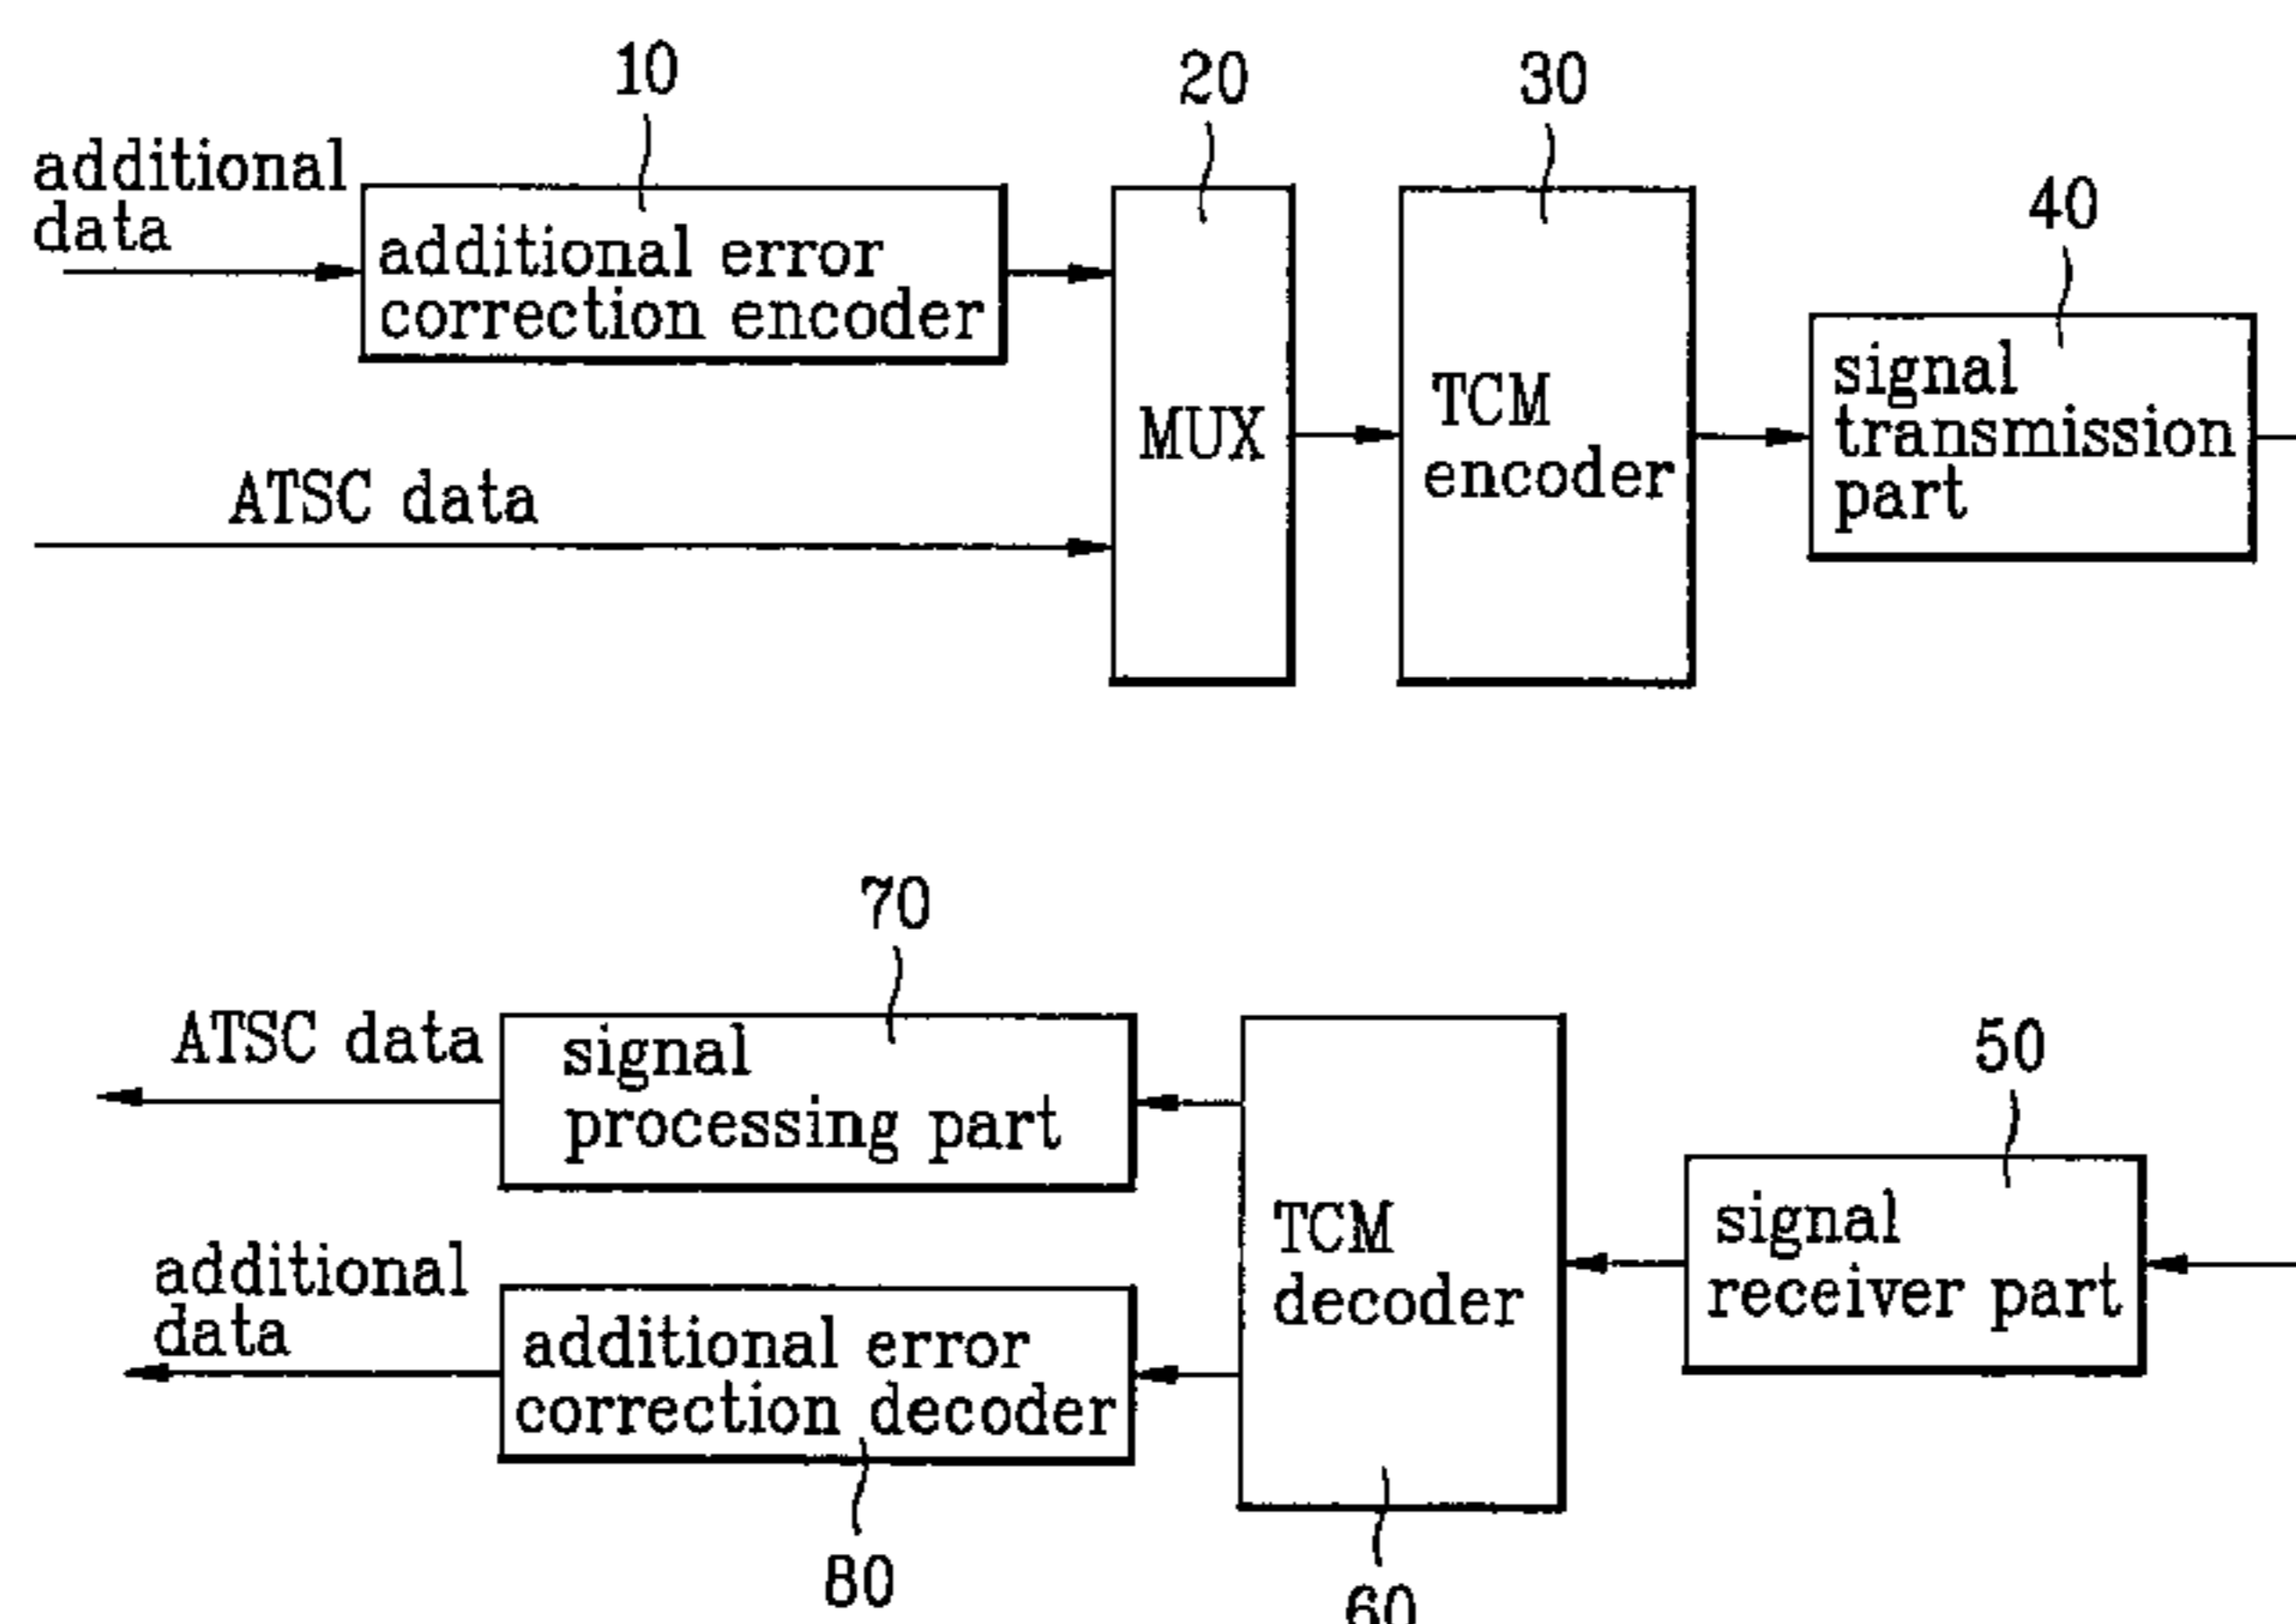 10
20
30
40
additional
data
additional error
correction encoder
MUX
TCM
encoder
signal
transmission
part
ATSC data
70
50
ATSC data
signal
processing part
TCM
decoder
signal
receiver part
additional
data
additional error
correction decoder
80
60